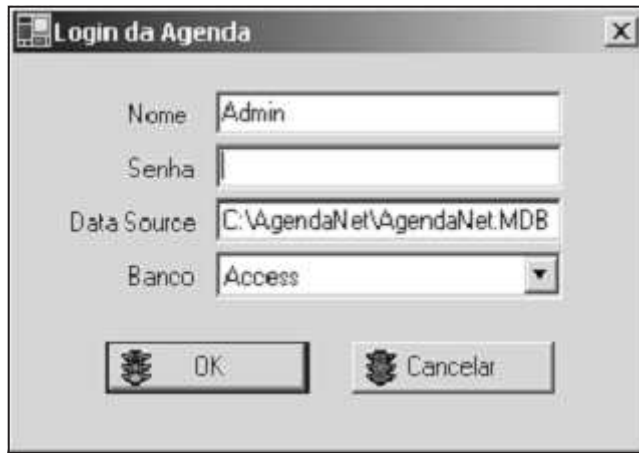 Login da Agenda
Nome Admin
Senha
Data Source C:\AgendaNet\AgendaNet.MDB
Banco Access
OK Cancelar